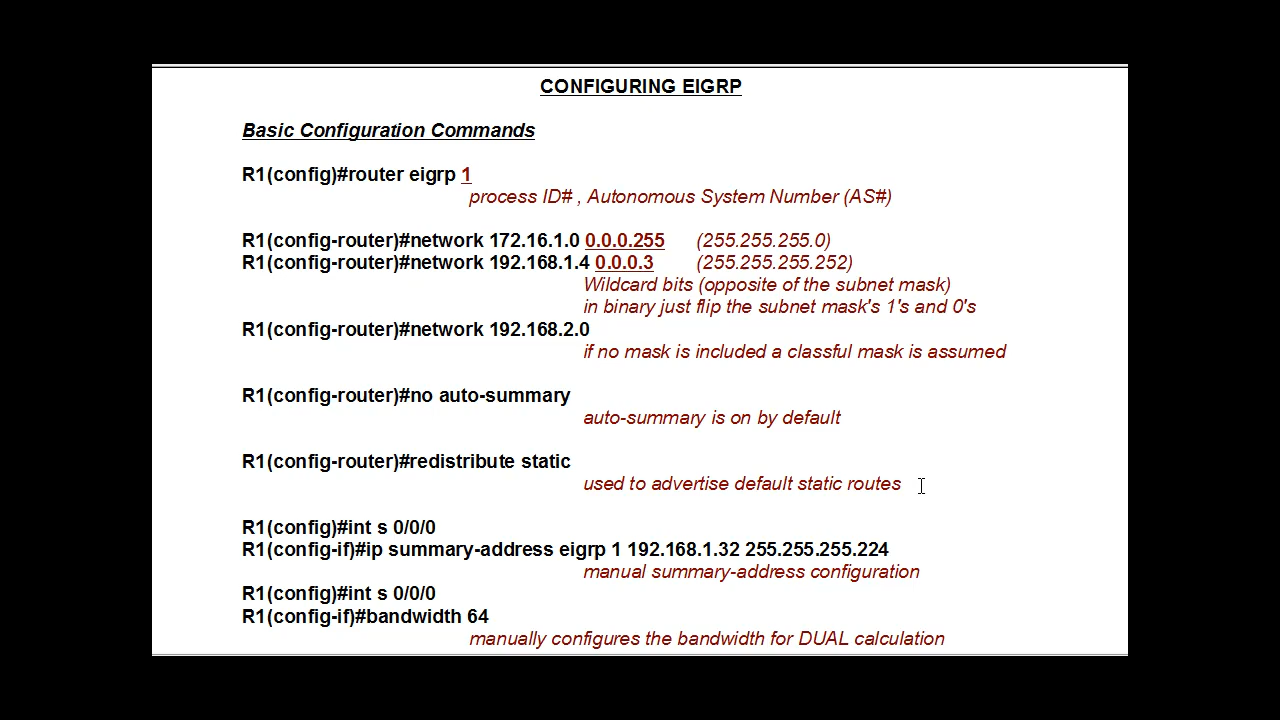 CONFIGURING EIGRP
Basic Configuration Commands
R1(config)#router eigrp 1
process ID# , Autonomous System Number (AS#)
R1(config-router)#network 172.16.1.0 0.0.0.255 (255.255.255.0)
R1(config-router)#network 192.168.1.4 0.0.0.3 (255.255.255.252)
Wildcard bits (opposite of the subnet mask)
in binary just flip the subnet mask's 1's and 0's
R1(config-router)#network 192.168.2.0
if no mask is included a classful mask is assumed
R1(config-router)#no auto-summary
auto-summary is on by default
R1(config-router)#redistribute static
used to advertise default static routes
R1(config)#int s 0/0/0
R1(config-if)#ip summary-address eigrp 1 192.168.1.32 255.255.255.224
manual summary-address configuration
R1(config)#int s 0/0/0
R1(config-if)#bandwidth 64
manually configures the bandwidth for DUAL calculation